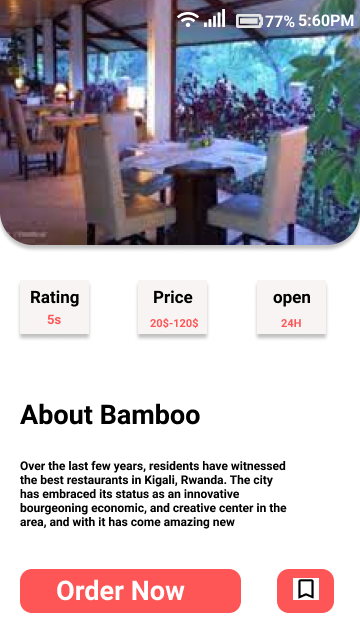 77% 5:60PM
Rating Price open
5s 20$-120$ 24H
About Bamboo
Over the last few years, residents have witnessed
the best restaurants in Kigali, Rwanda. The city
has embraced its status as an innovative
bourgeoning economic, and creative center in the
area, and with it has come amazing new
Order Now